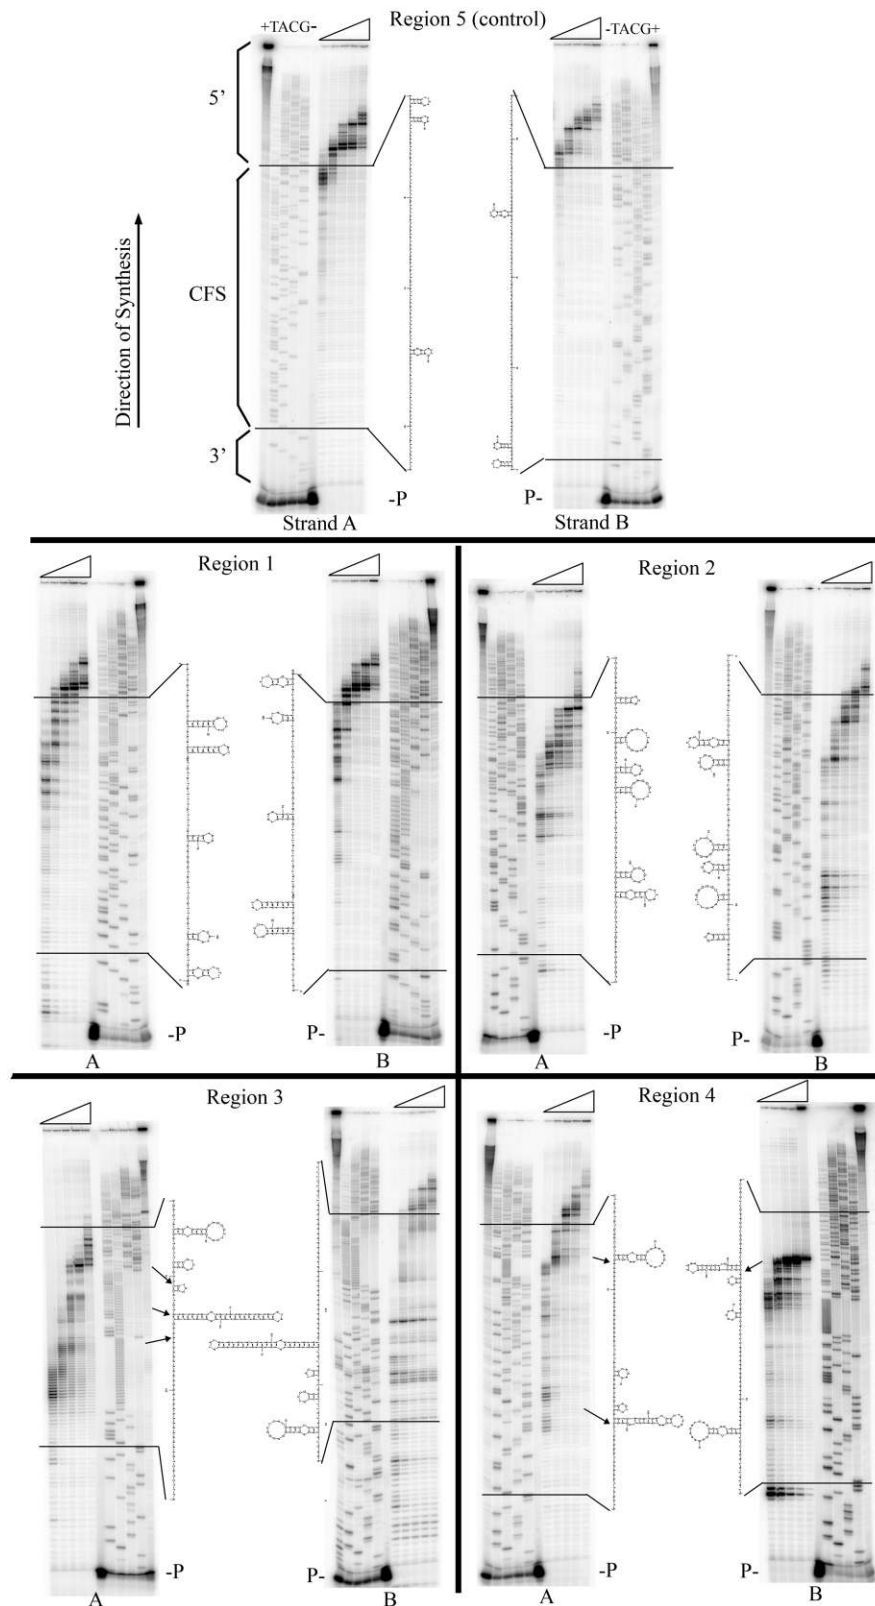 Region 5 (control)
+TACG-
-TACG+
5'
Direction of Synthesis
CFS
3'
-P
P-
Strand A
Strand B
Region 1
Region 2
-P
P-
-P
P-
A
B
A
B
Region 3
Region 4
-P
P-
-P
P-
A
B
A
B